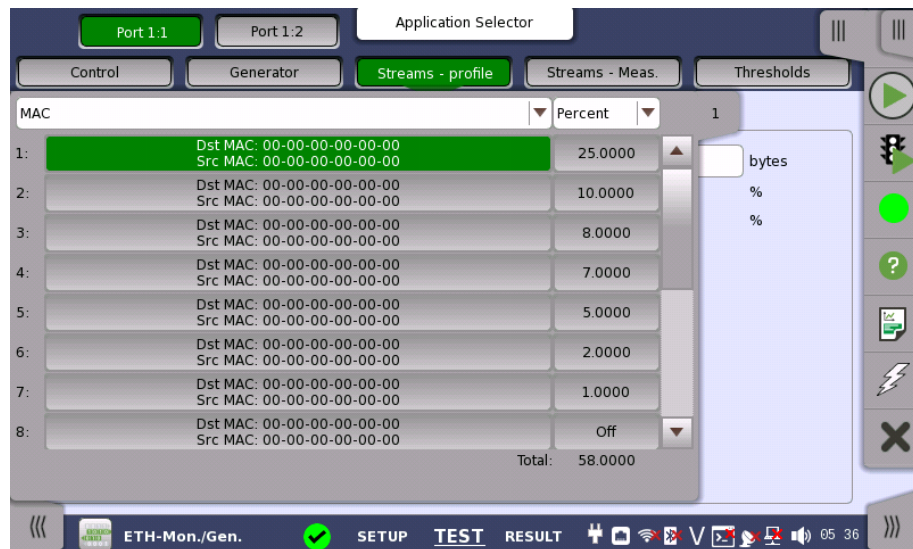 Port 1:1 Port 1:2 Application Selector
Control Generator Streams - profile Streams - Meas. Thresholds
MAC Percent 1
1: Dst MAC: 00-00-00-00-00-00
Src MAC: 00-00-00-00-00-00 25.0000 bytes
2: Dst MAC: 00-00-00-00-00-00
Src MAC: 00-00-00-00-00-00 10.0000 %
3: Dst MAC: 00-00-00-00-00-00
Src MAC: 00-00-00-00-00-00 8.0000 %
4: Dst MAC: 00-00-00-00-00-00
Src MAC: 00-00-00-00-00-00 7.0000
5: Dst MAC: 00-00-00-00-00-00
Src MAC: 00-00-00-00-00-00 5.0000
6: Dst MAC: 00-00-00-00-00-00
Src MAC: 00-00-00-00-00-00 2.0000
7: Dst MAC: 00-00-00-00-00-00
Src MAC: 00-00-00-00-00-00 1.0000
8: Dst MAC: 00-00-00-00-00-00
Src MAC: 00-00-00-00-00-00 Off
Total: 58.0000
ETH-Mon./Gen. SETUP TEST RESULT V 05 36